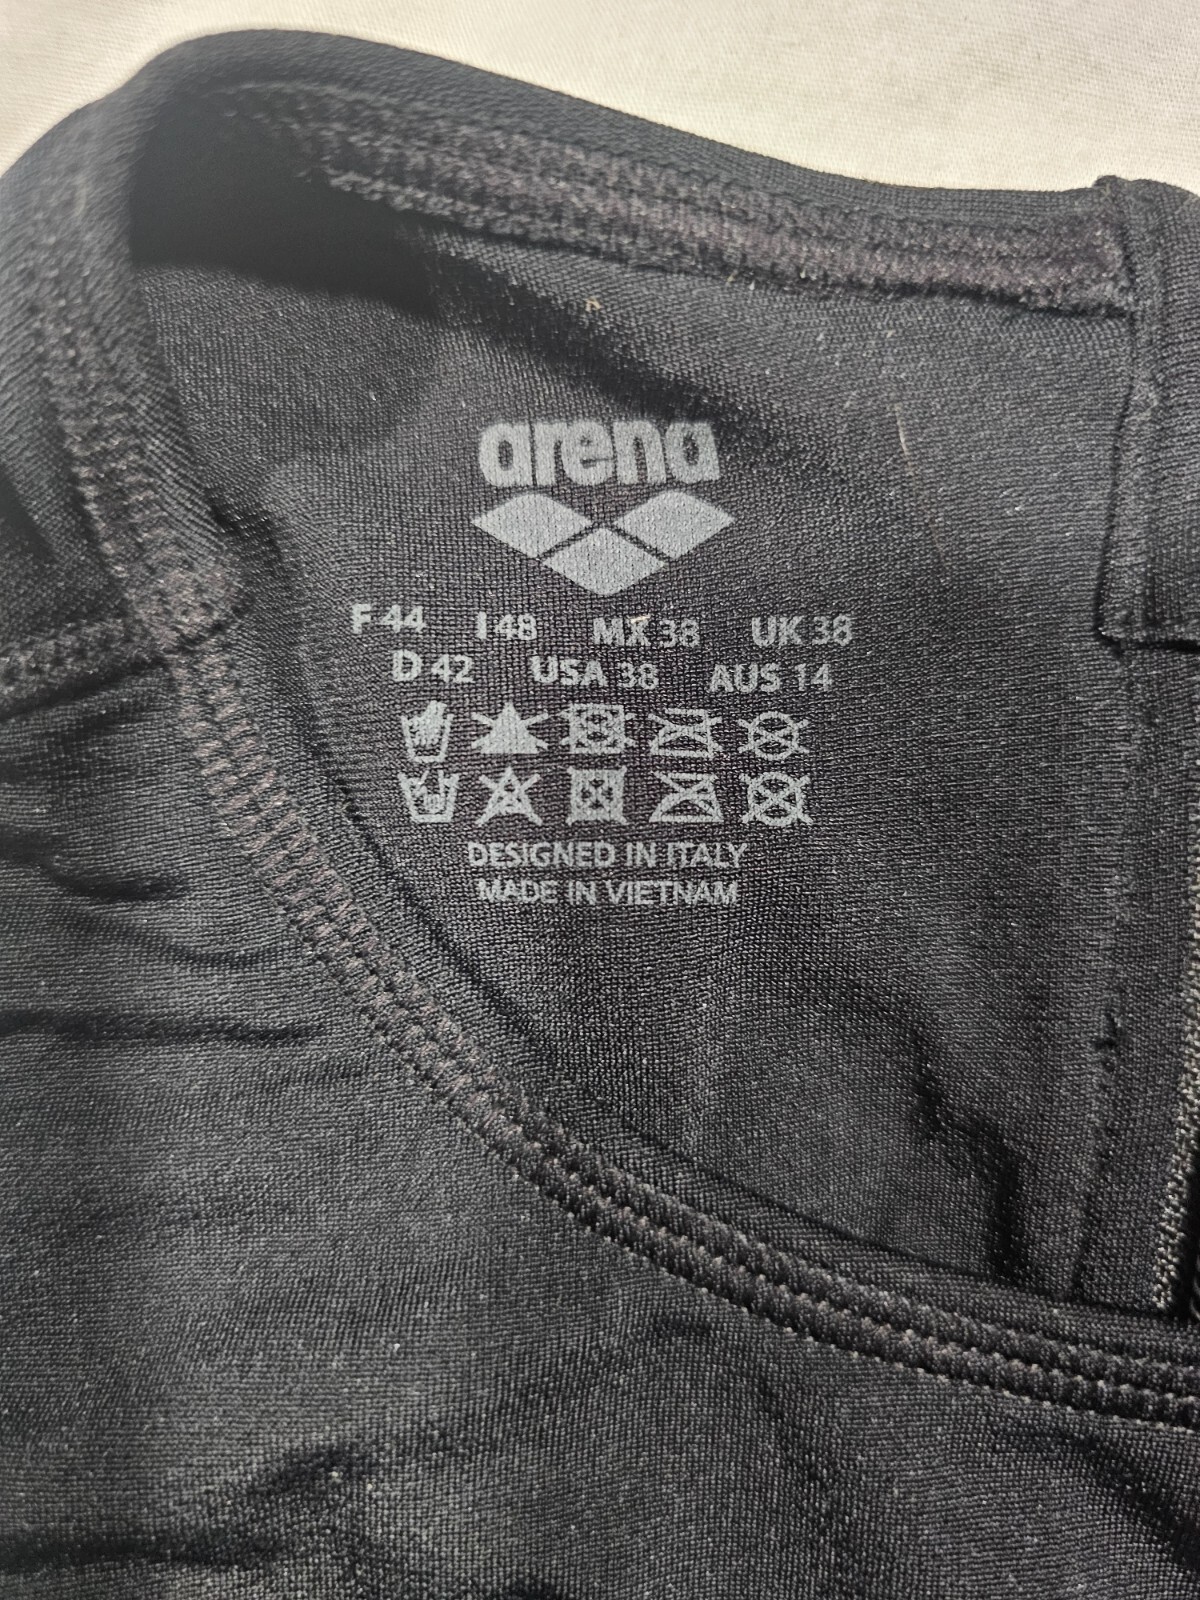 arena
F 44 I 48 MX 38 UK 38
D 42 USA 38 AUS 14
DESIGNED IN ITALY
MADE IN VIETNAM